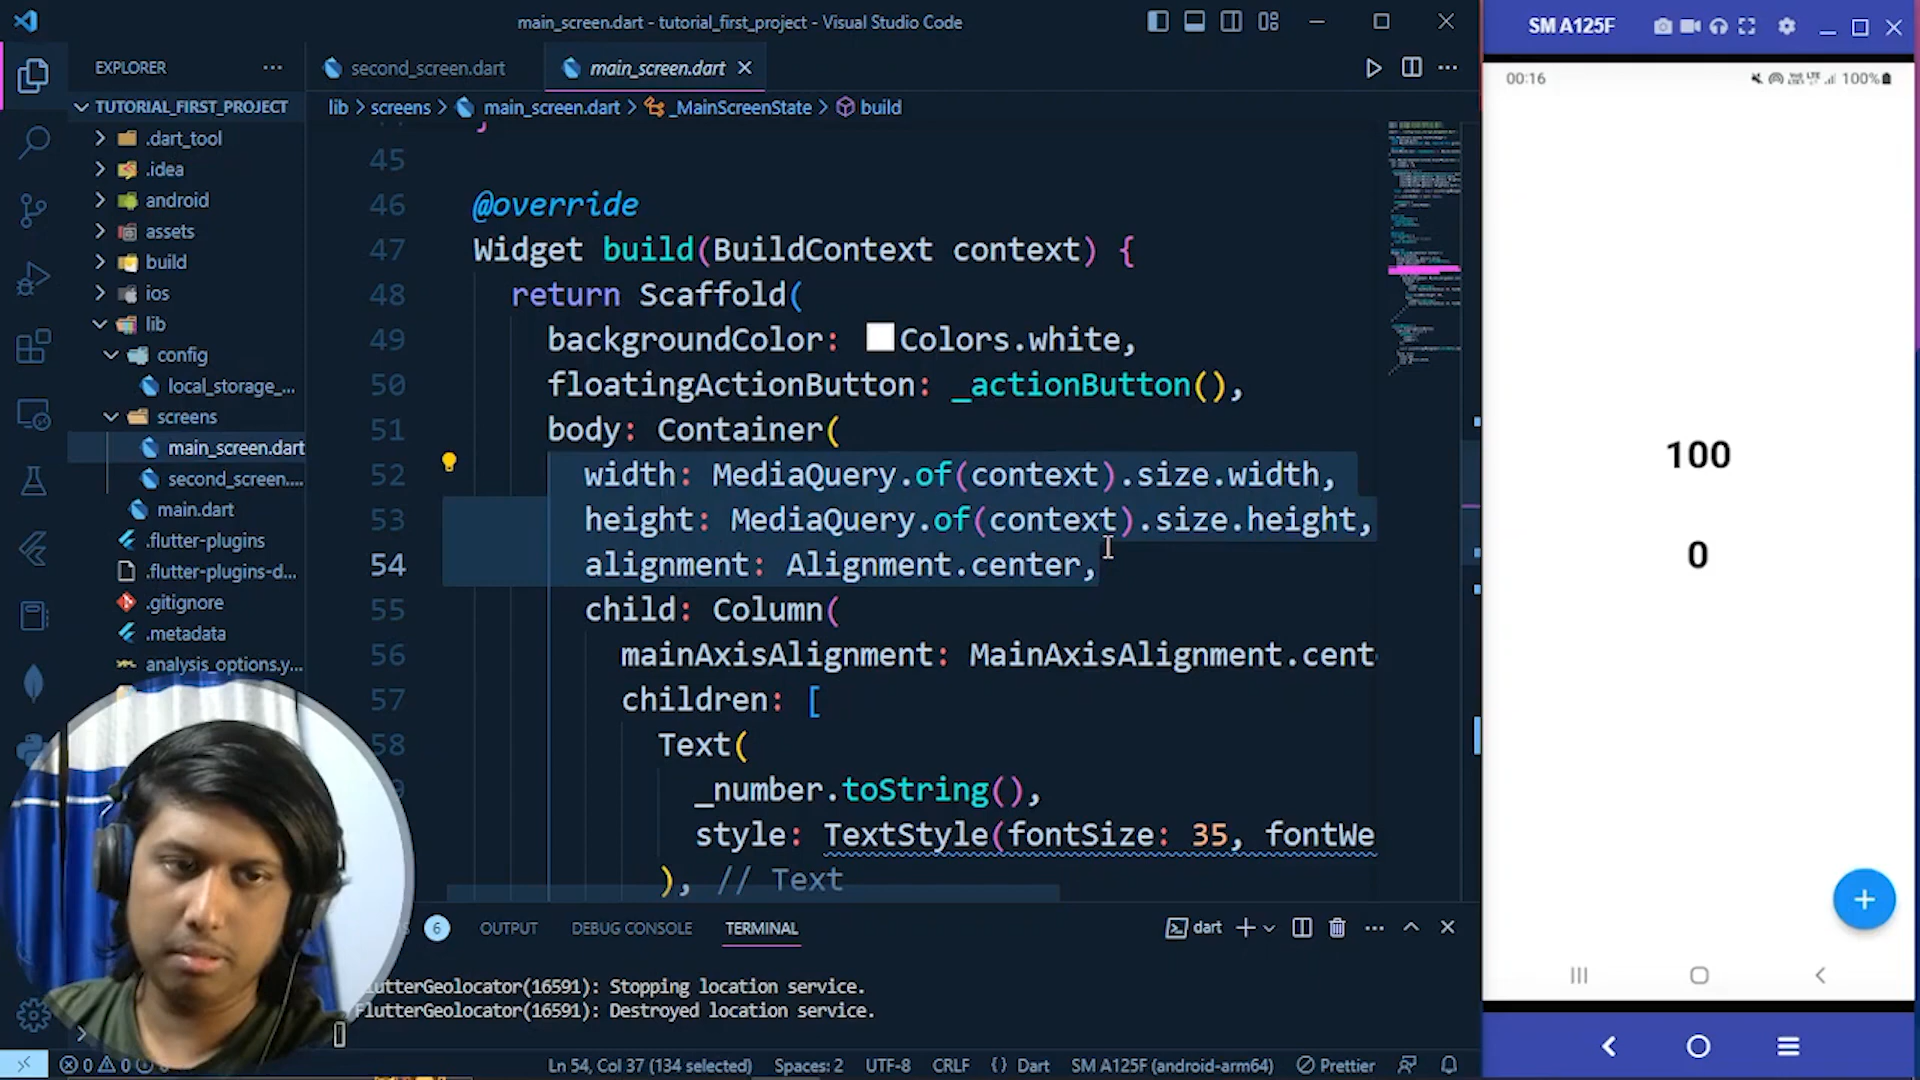 main_screen.dart - tutorial_first_project - Visual Studio Code
SM A125F
EXPLORER
second_screen.dart
main_screen.dart
00:16
100%
TUTORIAL_FIRST_PROJECT
lib > screens > main_screen.dart > _MainScreenState > build
.dart_tool
.idea
android
assets
build
ios
lib
config
local_storage_...
screens
main_screen.dart
second_screen....
main.dart
.flutter-plugins
.flutter-plugins-d...
.gitignore
.metadata
analysis_options.y...
45
46 @override
47 Widget build(BuildContext context) {
48 return Scaffold(
49 backgroundColor: Colors.white,
50 floatingActionButton: _actionButton(),
51 body: Container(
52 width: MediaQuery.of(context).size.width,
53 height: MediaQuery.of(context).size.height,
54 alignment: Alignment.center,
55 child: Column(
56 mainAxisAlignment: MainAxisAlignment.cent
57 children: [
58 Text(
_number.toString(),
style: TextStyle(fontSize: 35, fontWe
), // Text
100
0
+
6
OUTPUT
DEBUG CONSOLE
TERMINAL
dart
lutterGeolocator(16591): Stopping location service.
FlutterGeolocator(16591): Destroyed location service.
0 0
Ln 54, Col 37 (134 selected)
Spaces: 2
UTF-8
CRLF
{ } Dart
SM A125F (android-arm64)
Prettier